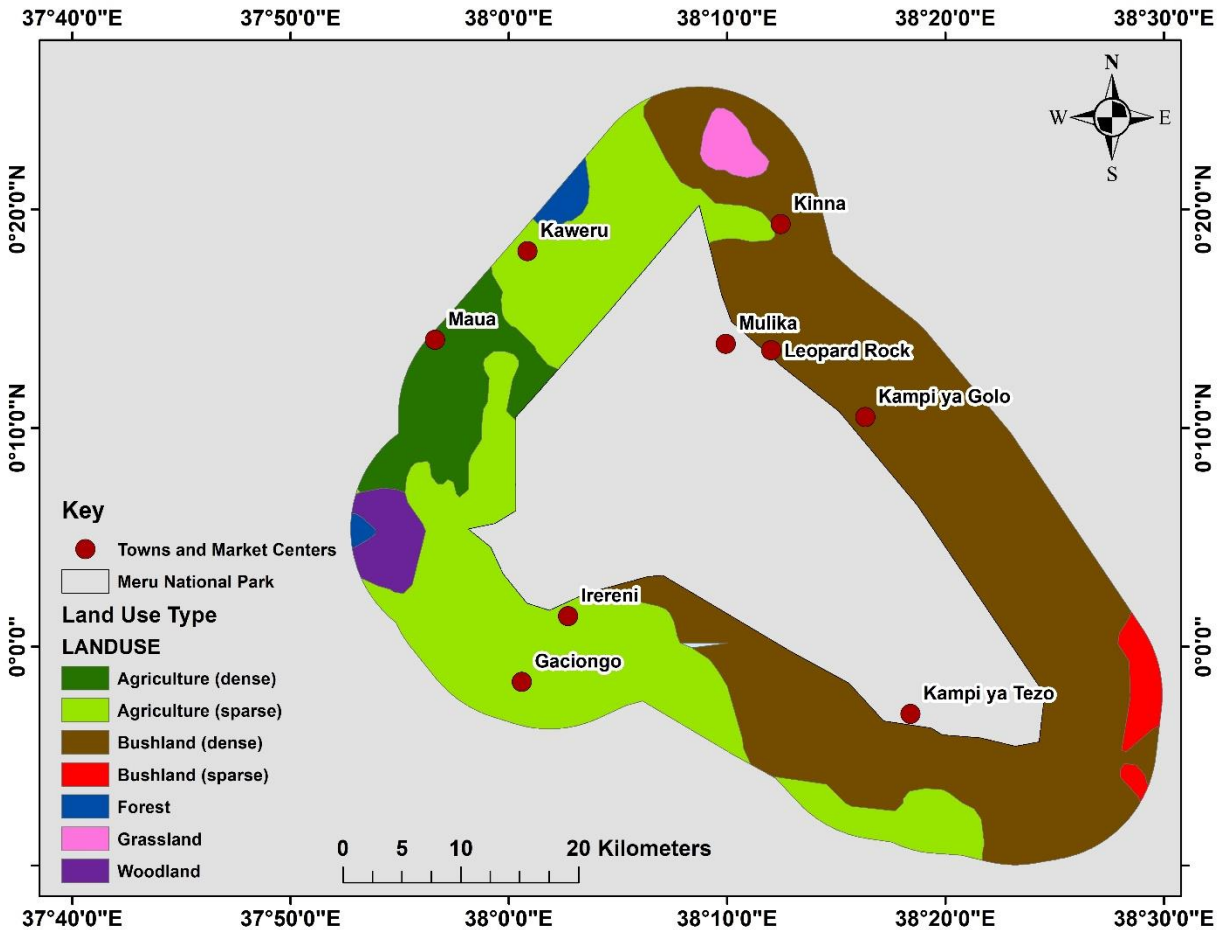 37°40'0"E 37°50'0"E 38°0'0"E 38°10'0"E 38°20'0"E 38°30'0"E
N
W E
S
0°20'0"N
0°20'0"N
Kinna
Kaweru
Maua
Mulika
Leopard Rock
Kampi ya Golo
0°10'0"N
0°10'0"N
Key
Towns and Market Centers
Meru National Park
Irereni
Land Use Type
LANDUSE
0°0'0"
0°0'0"
Gaciongo
Kampi ya Tezo
Agriculture (dense)
Agriculture (sparse)
Bushland (dense)
Bushland (sparse)
Forest
Grassland
Woodland
0 5 10 20 Kilometers
37°40'0"E 37°50'0"E 38°0'0"E 38°10'0"E 38°20'0"E 38°30'0"E